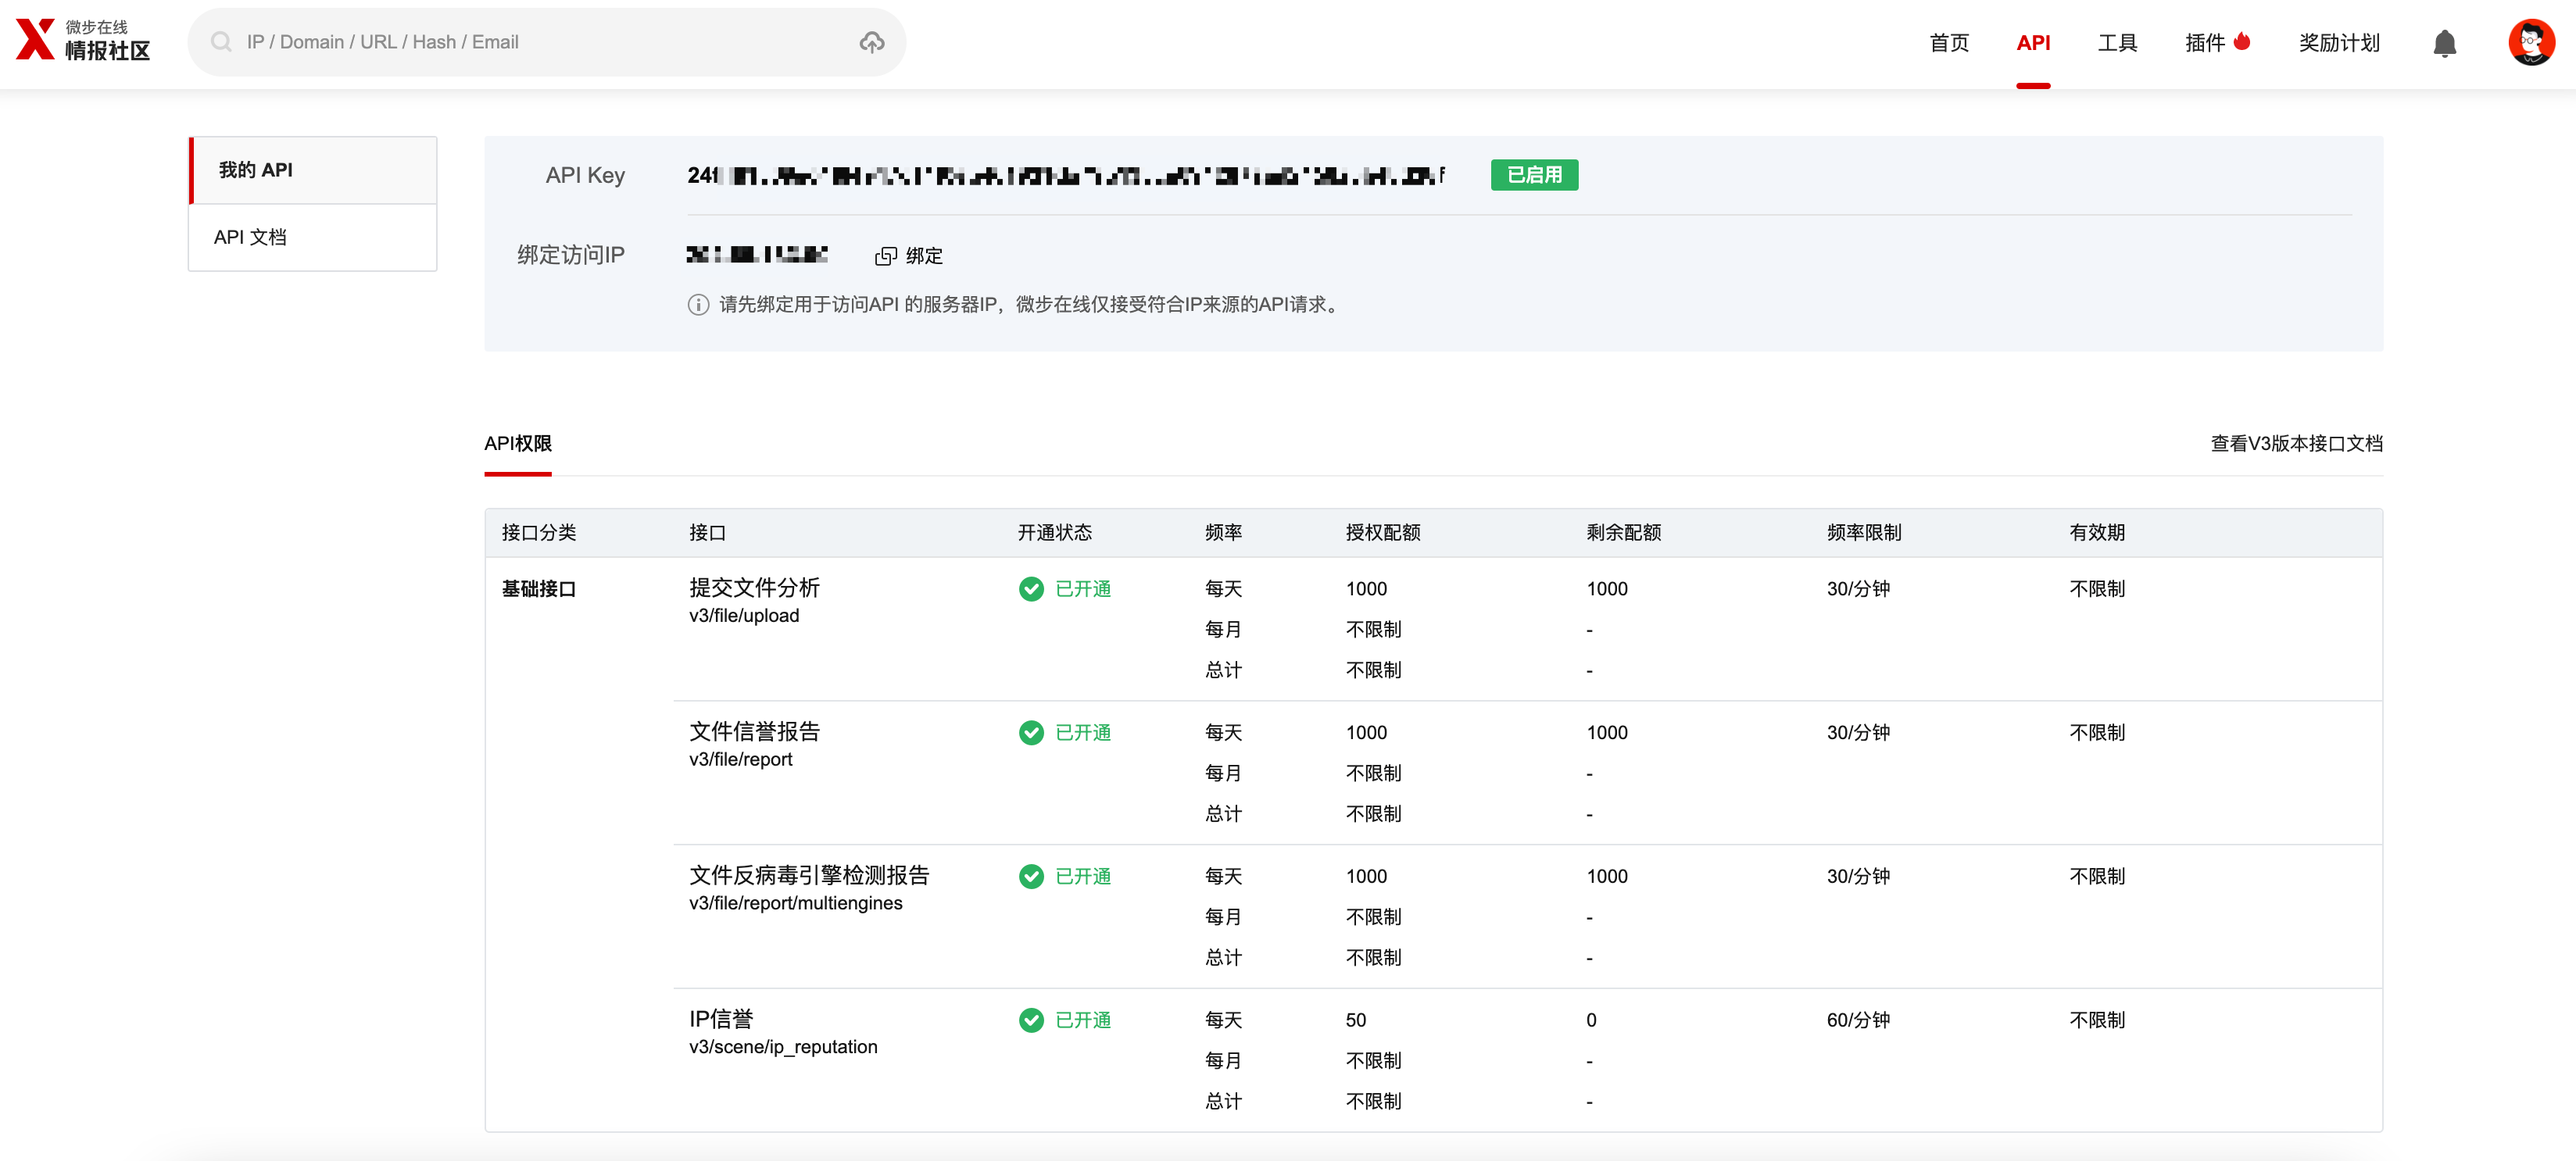 微步在线
情报社区
IP / Domain / URL / Hash / Email
首页
API
工具
插件
奖励计划
我的 API
API 文档
API Key
已启用
绑定访问IP
绑定
请先绑定用于访问API 的服务器IP，微步在线仅接受符合IP来源的API请求。
API权限
查看V3版本接口文档
接口分类 接口 开通状态 频率 授权配额 剩余配额 频率限制 有效期
基础接口 提交文件分析 已开通 每天 1000 1000 30/分钟 不限制
v3/file/upload
每月 不限制 -
总计 不限制 -
文件信誉报告 已开通 每天 1000 1000 30/分钟 不限制
v3/file/report
每月 不限制 -
总计 不限制 -
文件反病毒引擎检测报告 已开通 每天 1000 1000 30/分钟 不限制
v3/file/report/multiengines
每月 不限制 -
总计 不限制 -
IP信誉 已开通 每天 50 0 60/分钟 不限制
v3/scene/ip_reputation
每月 不限制 -
总计 不限制 -